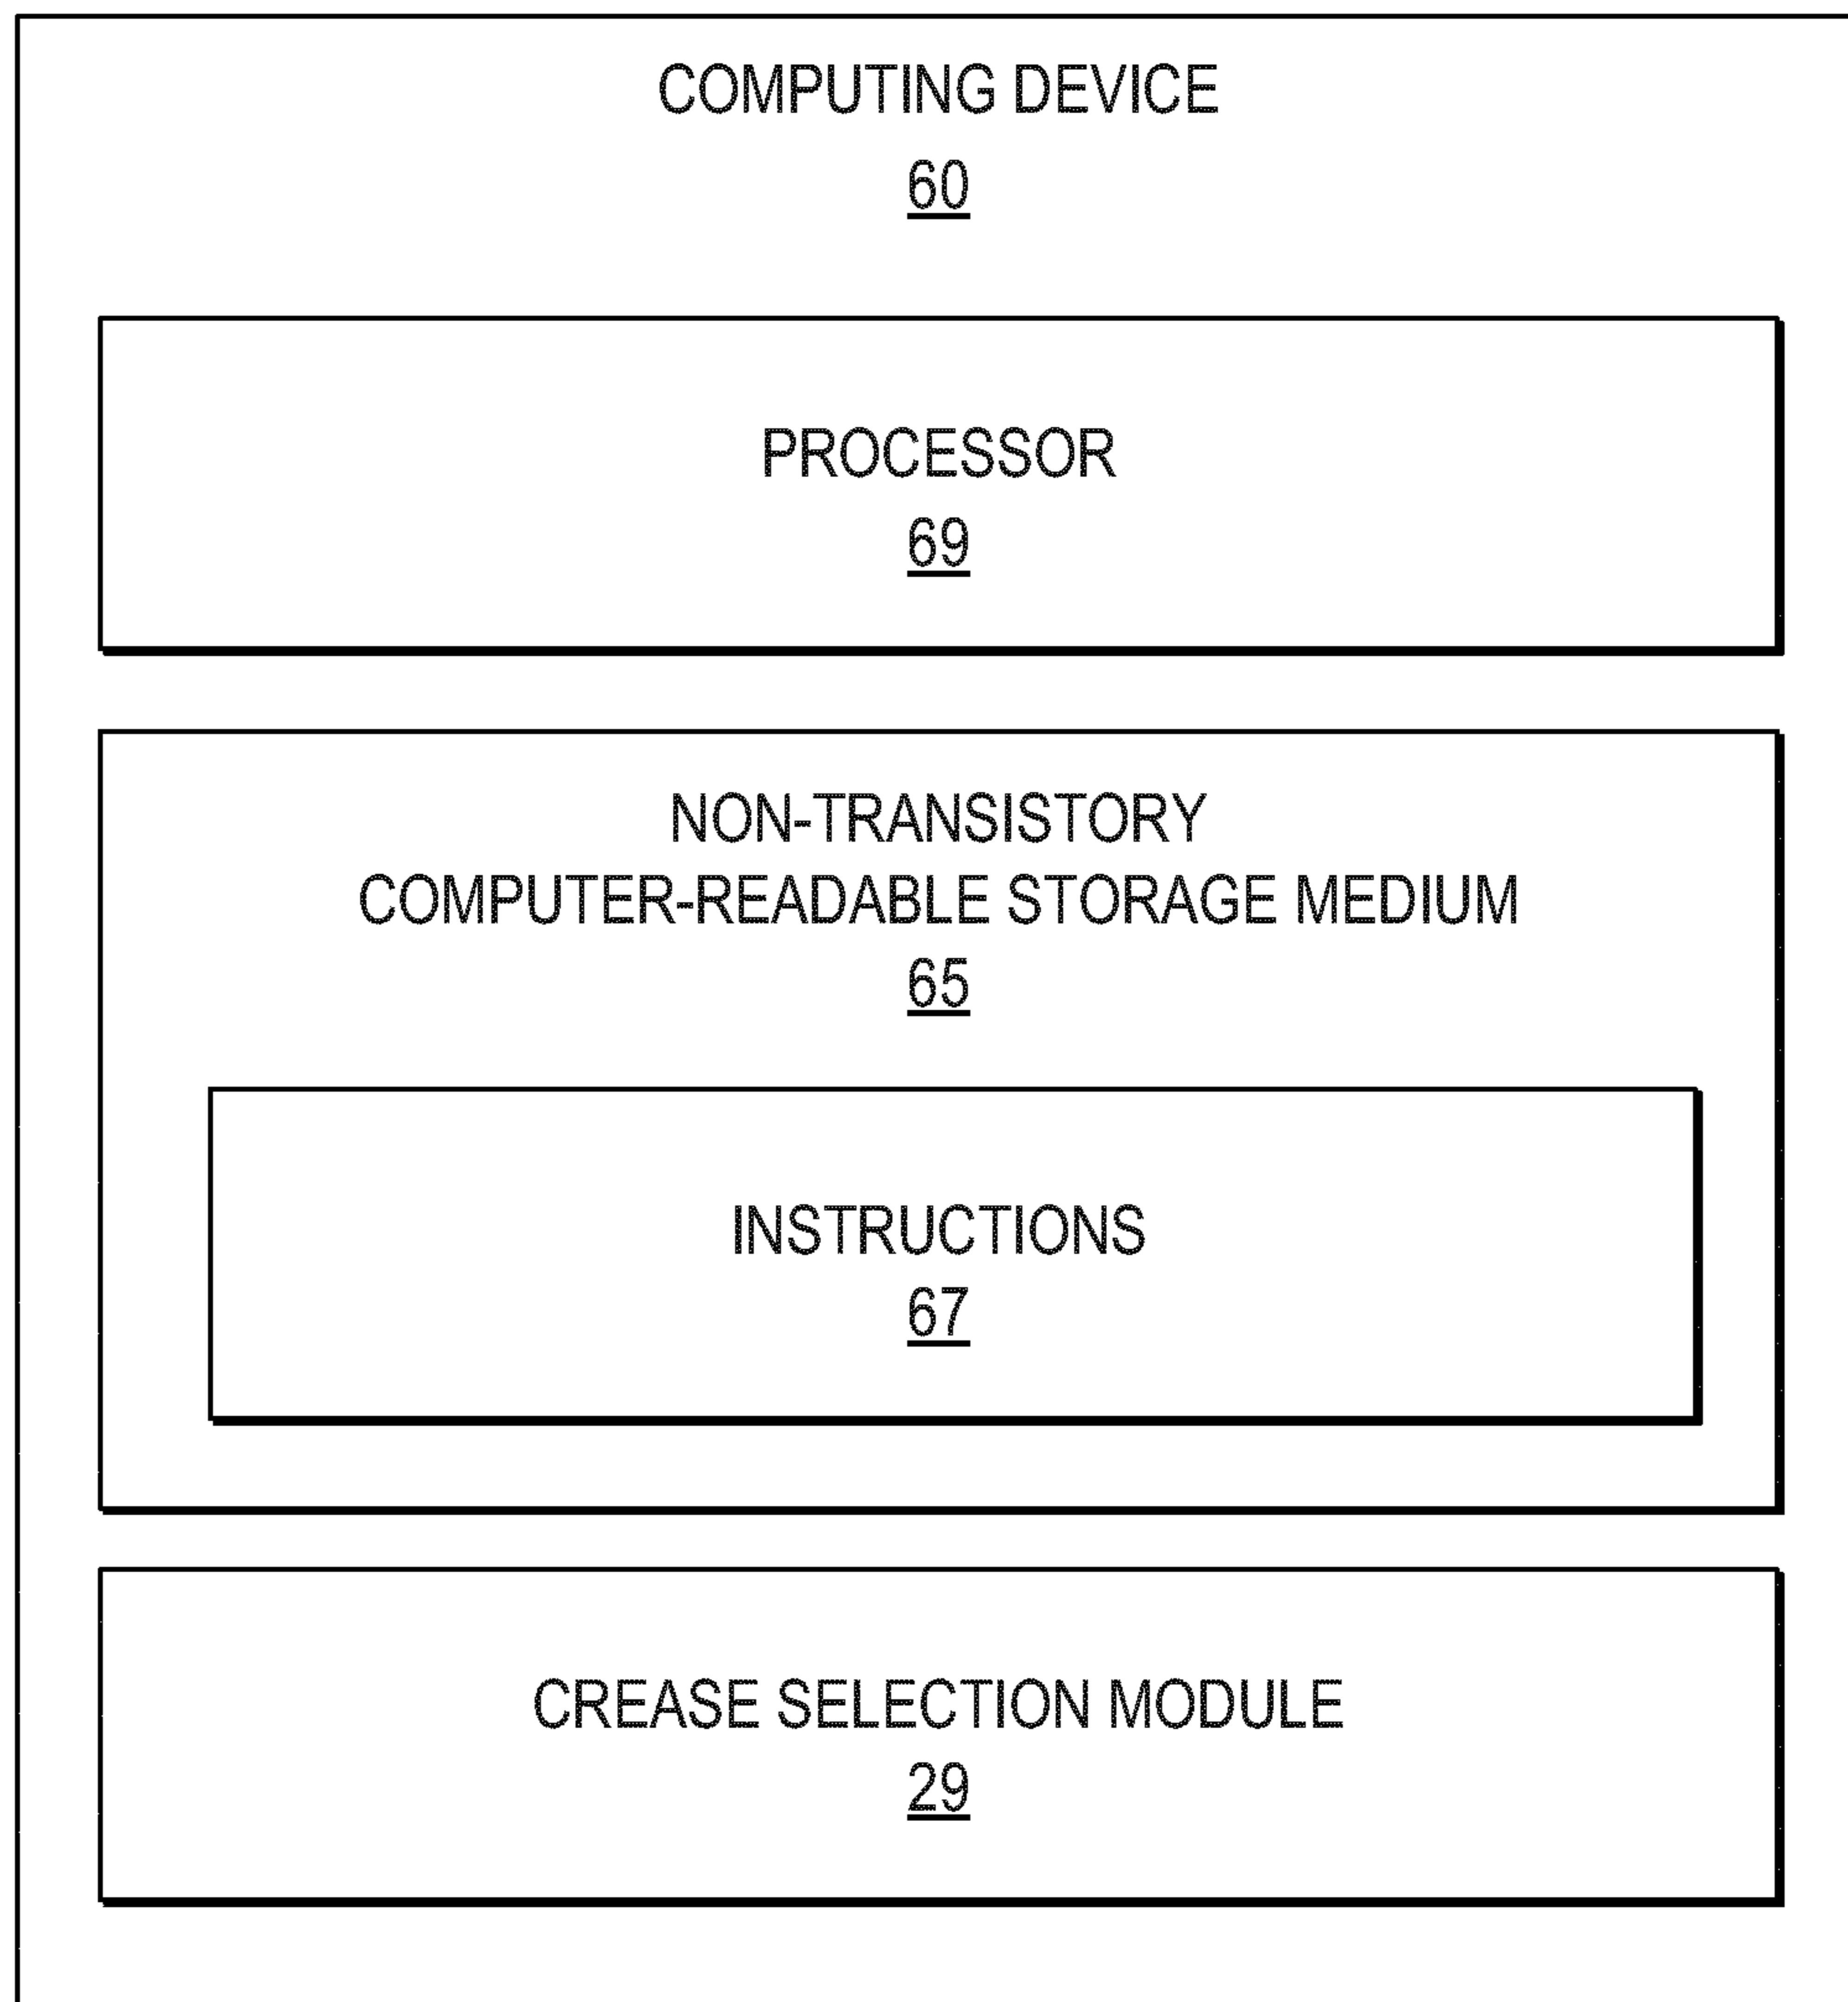 COMPUTING DEVICE
60
PROCESSOR
69
NON-TRANSISTORY
COMPUTER-READABLE STORAGE MEDIUM
65
INSTRUCTIONS
67
CREASE SELECTION MODULE
29